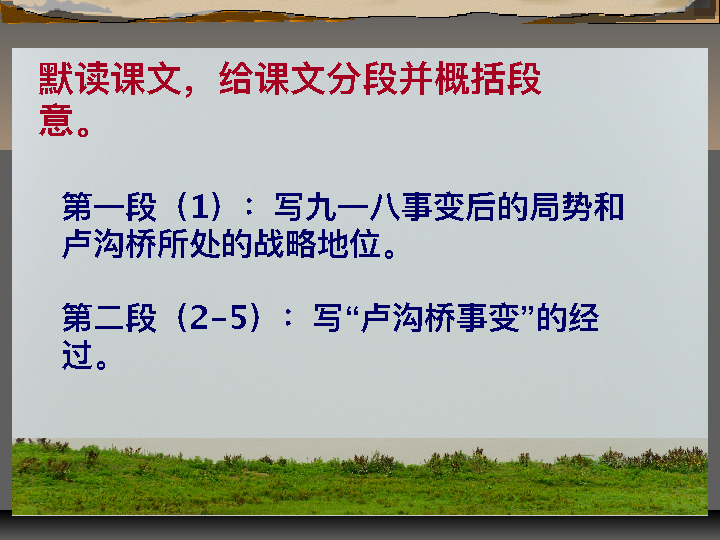 默读课文，给课文分段并概括段
意。
第一段（1）：写九一八事变后的局势和
卢沟桥所处的战略地位。
第二段（2-5）：写“卢沟桥事变”的经
过。